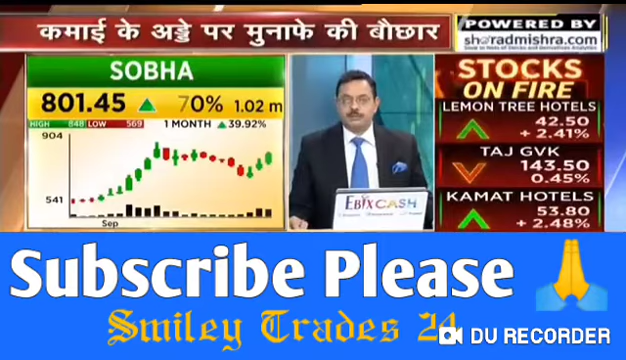 कमाई के अड्डे पर मुनाफे की बौछार
POWERED BY
sharadmishra.com
SOBHA
801.45 70% 1.02 m
HIGH 848 LOW 569 1 MONTH 39.92%
904
541
Sep
EBIXCASH
STOCKS
ON FIRE
LEMON TREE HOTELS
42.50
+ 2.41%
TAJ GVK
143.50
0.45%
KAMAT HOTELS
53.80
+ 2.48%
Subscribe Please
Smiley Trades 24
DU RECORDER